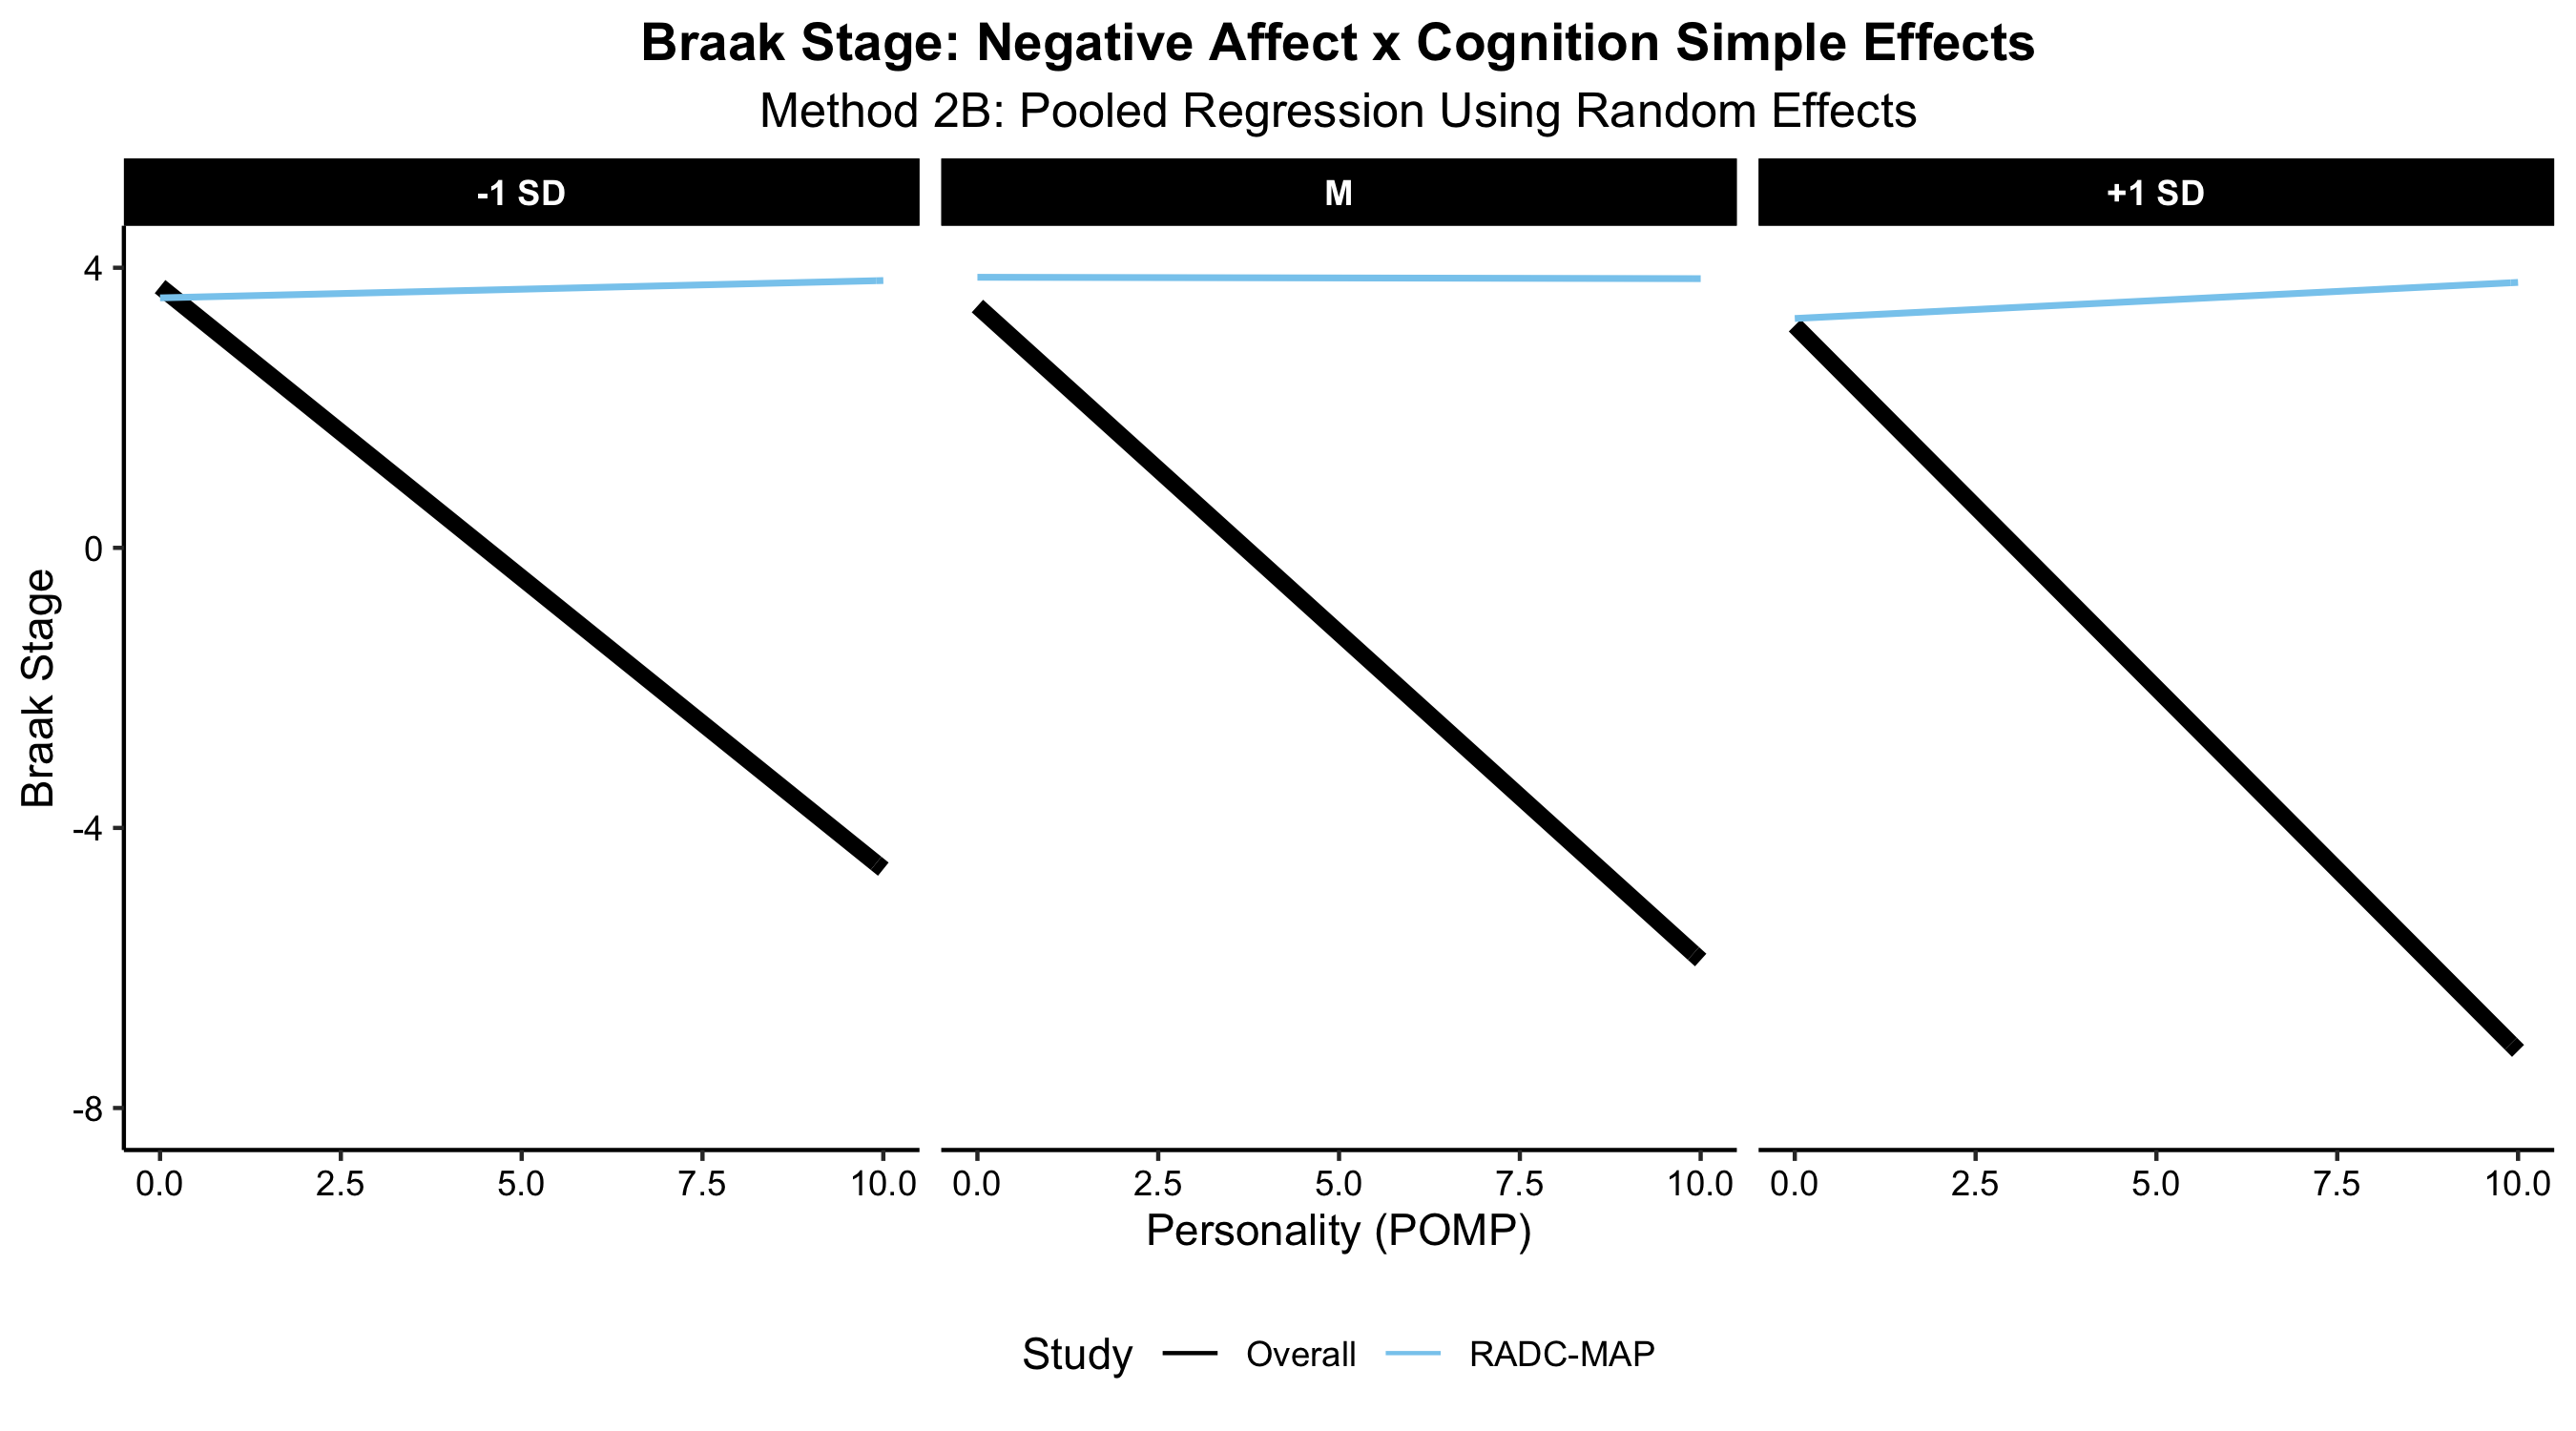 Braak Stage: Negative Affect x Cognition Simple Effects
Method 2B: Pooled Regression Using Random Effects
-1 SD M +1 SD
4
0
-4
-8
Braak Stage
0.0 2.5 5.0 7.5 10.0 0.0 2.5 5.0 7.5 10.0 0.0 2.5 5.0 7.5 10.0
Personality (POMP)
Study Overall RADC-MAP